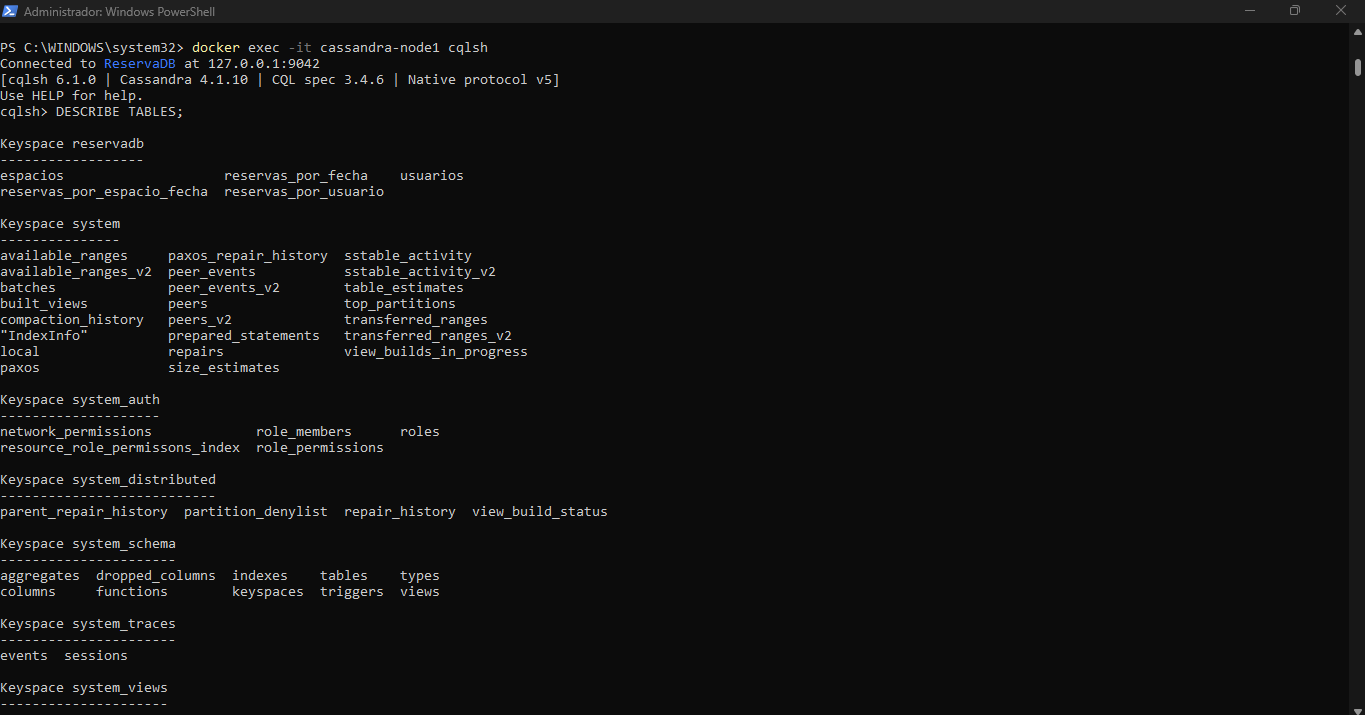 Administrador: Windows PowerShell
PS C:\WINDOWS\system32> docker exec -it cassandra-node1 cqlsh
Connected to ReservaDB at 127.0.0.1:9042
[cqlsh 6.1.0 | Cassandra 4.1.10 | CQL spec 3.4.6 | Native protocol v5]
Use HELP for help.
cqlsh> DESCRIBE TABLES;
Keyspace reservadb
------------------
espacios                    reservas_por_fecha    usuarios
reservas_por_espacio_fecha  reservas_por_usuario
Keyspace system
---------------
available_ranges     paxos_repair_history  sstable_activity
available_ranges_v2  peer_events           sstable_activity_v2
batches              peer_events_v2        table_estimates
built_views          peers                 top_partitions
compaction_history   peers_v2              transferred_ranges
"IndexInfo"          prepared_statements   transferred_ranges_v2
local                repairs               view_builds_in_progress
paxos                size_estimates
Keyspace system_auth
--------------------
network_permissions             role_members      roles
resource_role_permissons_index  role_permissions
Keyspace system_distributed
---------------------------
parent_repair_history  partition_denylist  repair_history  view_build_status
Keyspace system_schema
----------------------
aggregates  dropped_columns  indexes    tables    types
columns     functions        keyspaces  triggers  views
Keyspace system_traces
----------------------
events  sessions
Keyspace system_views
---------------------